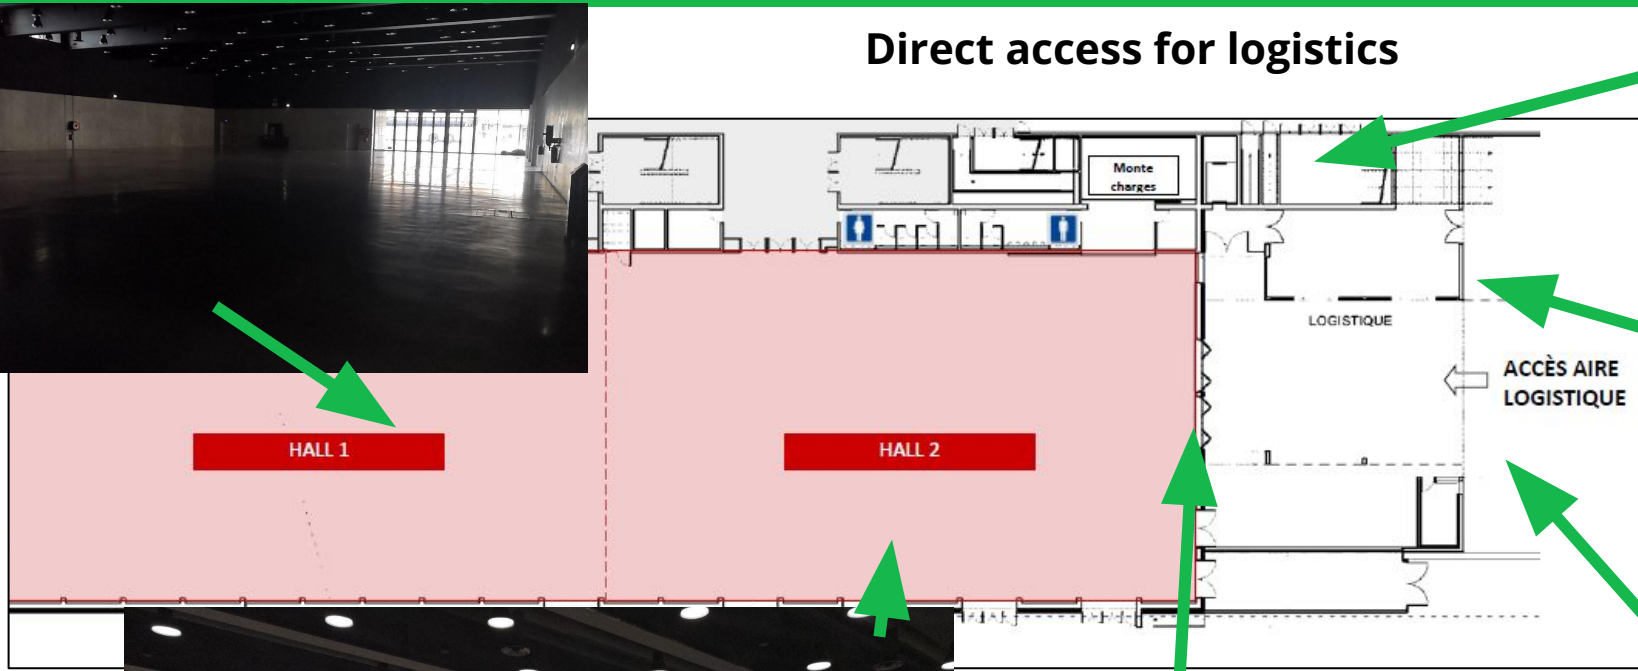 Direct access for logistics
Monte
charges
LOGISTIQUE
ACCÈS AIRE
LOGISTIQUE
HALL 1
HALL 2